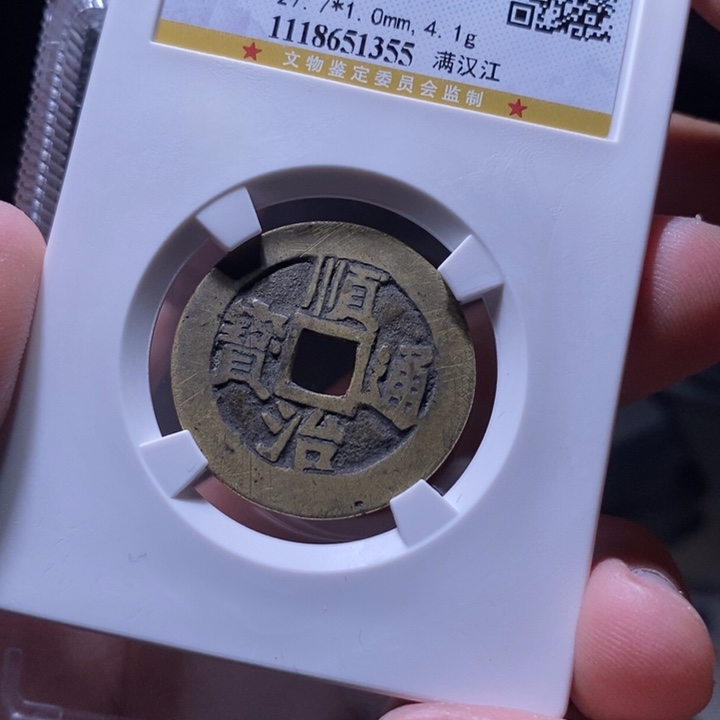 27.7*1.0mm, 4.1g
1118651355 满汉江
文物鉴定委员会监制
順治通寳